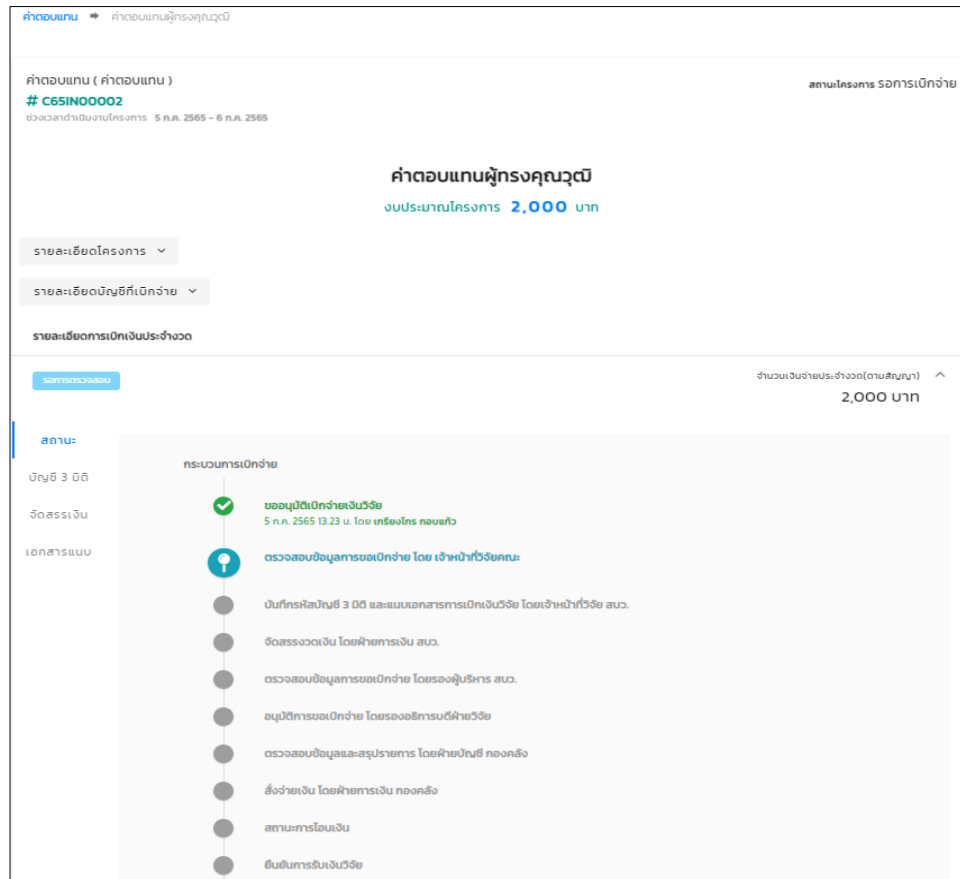 ค่าตอบแทน ➡ ค่าตอบแทนผู้ทรงคุณวุฒิ
ค่าตอบแทน ( ค่าตอบแทน )
สถานะโครงการ รอการเบิกจ่าย
# C65IN00002
ช่วงเวลาดำเนินงานโครงการ 5 ก.ค. 2565 - 6 ก.ค. 2565
ค่าตอบแทนผู้ทรงคุณวุฒิ
งบประมาณโครงการ 2,000 บาท
รายละเอียดโครงการ
รายละเอียดบัญชีที่เบิกจ่าย
รายละเอียดการเบิกเงินประจำงวด
รอการตรวจสอบ
จำนวนเงินจ่ายประจำงวด(ตามสัญญา)
2,000 บาท
สถานะ
บัญชี 3 มิติ
จัดสรรเงิน
เอกสารแนบ
กระบวนการเบิกจ่าย
ขออนุมัติเบิกจ่ายเงินวิจัย
5 ก.ค. 2565 13.23 น. โดย เกรียงไกร กอบแก้ว
ตรวจสอบข้อมูลการขอเบิกจ่าย โดย เจ้าหน้าที่วิจัยคณะ
บันทึกรหัสบัญชี 3 มิติ และแนบเอกสารการเบิกเงินวิจัย โดยเจ้าหน้าที่วิจัย สบว.
จัดสรรงวดเงิน โดยฝ่ายการเงิน สบว.
ตรวจสอบข้อมูลการขอเบิกจ่าย โดยรองผู้บริหาร สบว.
อนุมัติการขอเบิกจ่าย โดยรองอธิการบดีฝ่ายวิจัย
ตรวจสอบข้อมูลและสรุปรายการ โดยฝ่ายบัญชี กองคลัง
สั่งจ่ายเงิน โดยฝ่ายการเงิน กองคลัง
สถานะการโอนเงิน
ยืนยันการรับเงินวิจัย